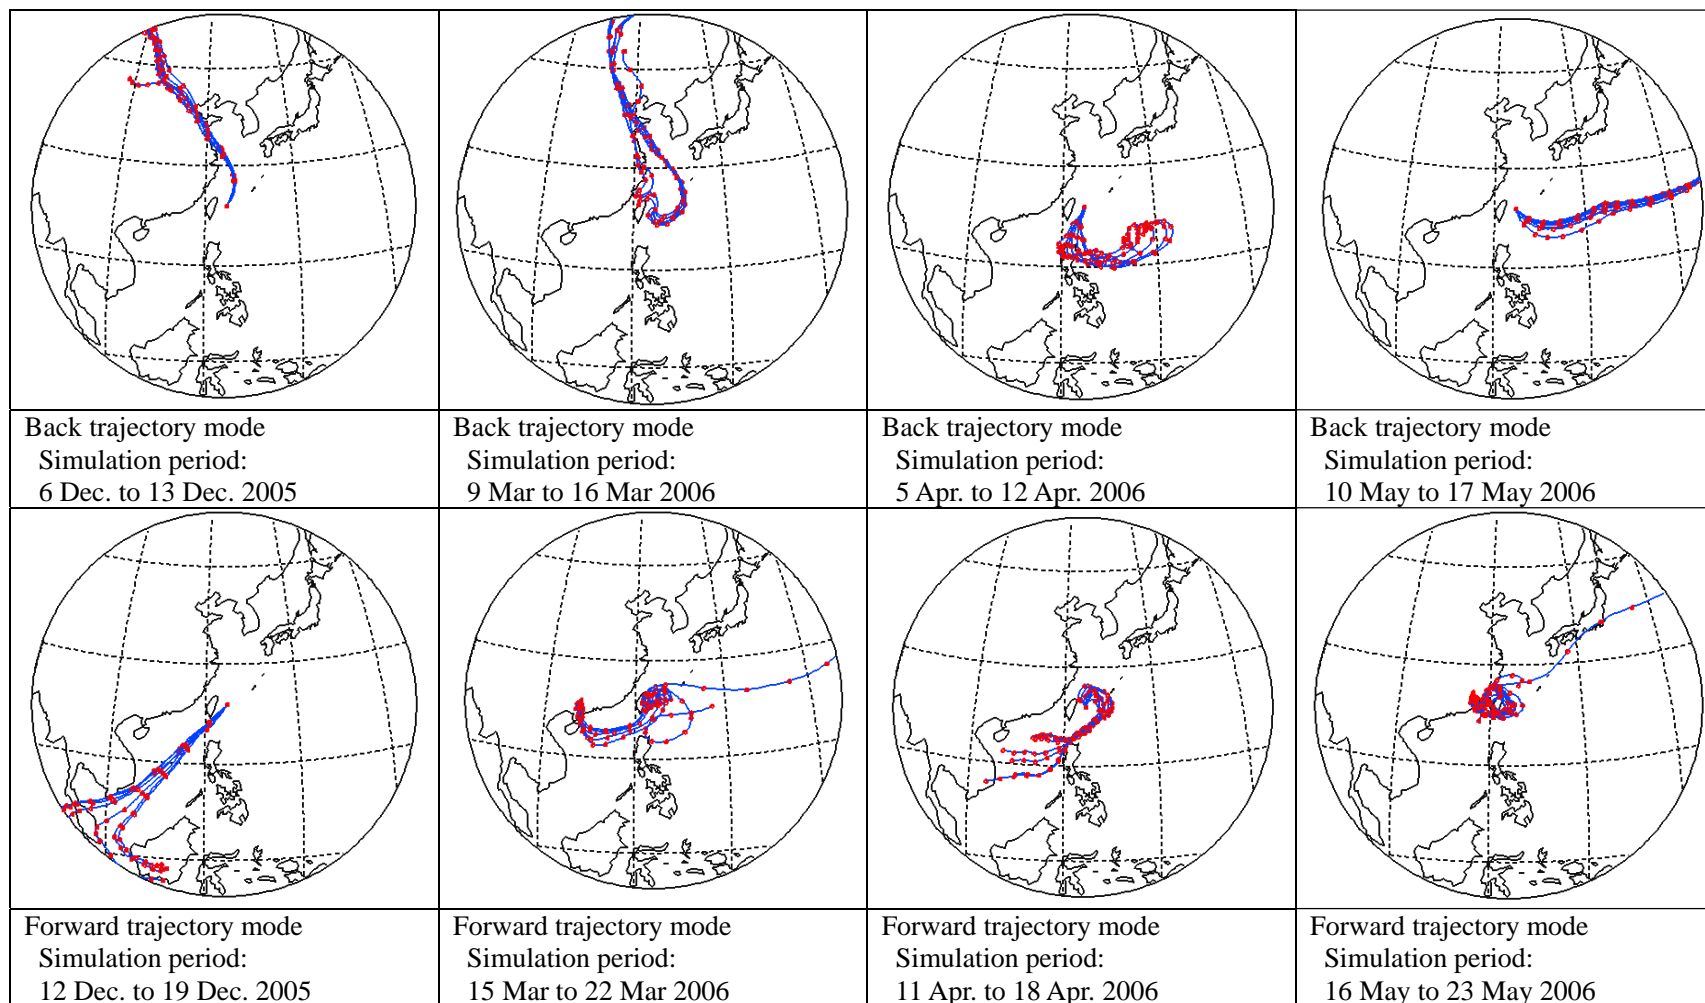 Back trajectory mode
Simulation period:
6 Dec. to 13 Dec. 2005
Back trajectory mode
Simulation period:
9 Mar to 16 Mar 2006
Back trajectory mode
Simulation period:
5 Apr. to 12 Apr. 2006
Back trajectory mode
Simulation period:
10 May to 17 May 2006
Forward trajectory mode
Simulation period:
12 Dec. to 19 Dec. 2005
Forward trajectory mode
Simulation period:
15 Mar to 22 Mar 2006
Forward trajectory mode
Simulation period:
11 Apr. to 18 Apr. 2006
Forward trajectory mode
Simulation period:
16 May to 23 May 2006